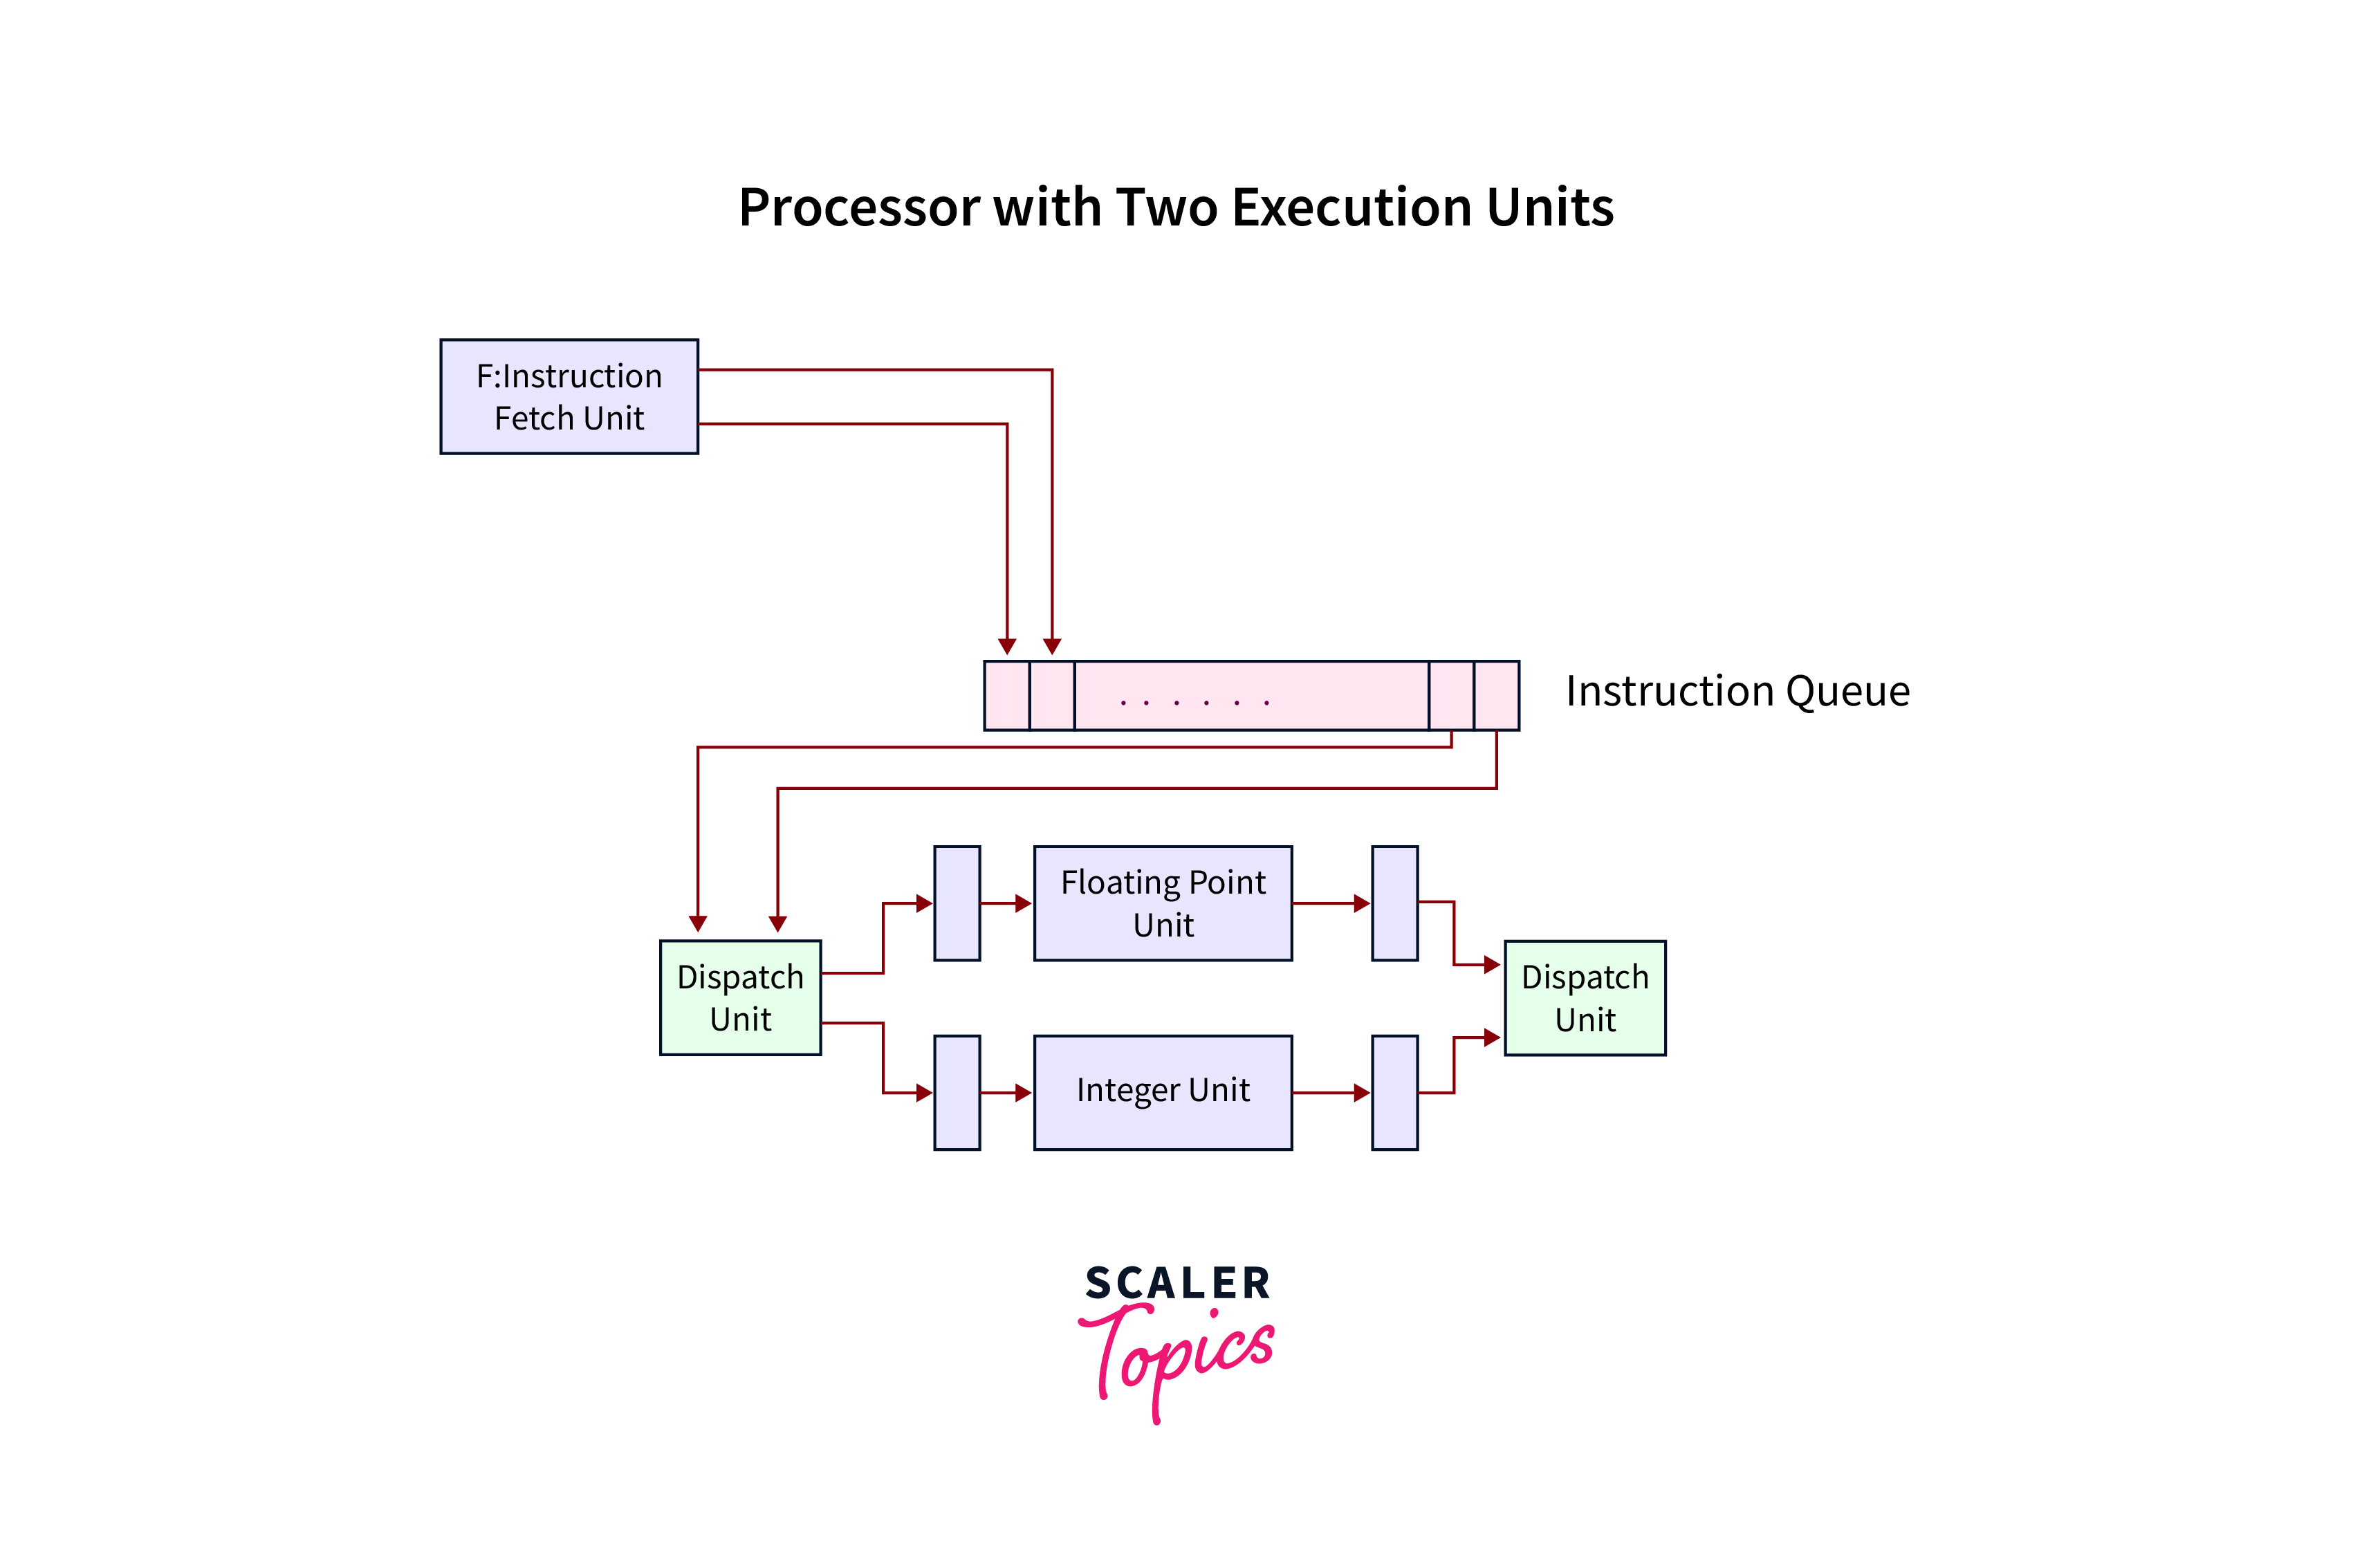 Processor with Two Execution Units
F:Instruction
Fetch Unit
Instruction Queue
Floating Point
Unit
Dispatch
Unit
Dispatch
Unit
Integer Unit
SCALER
Topics